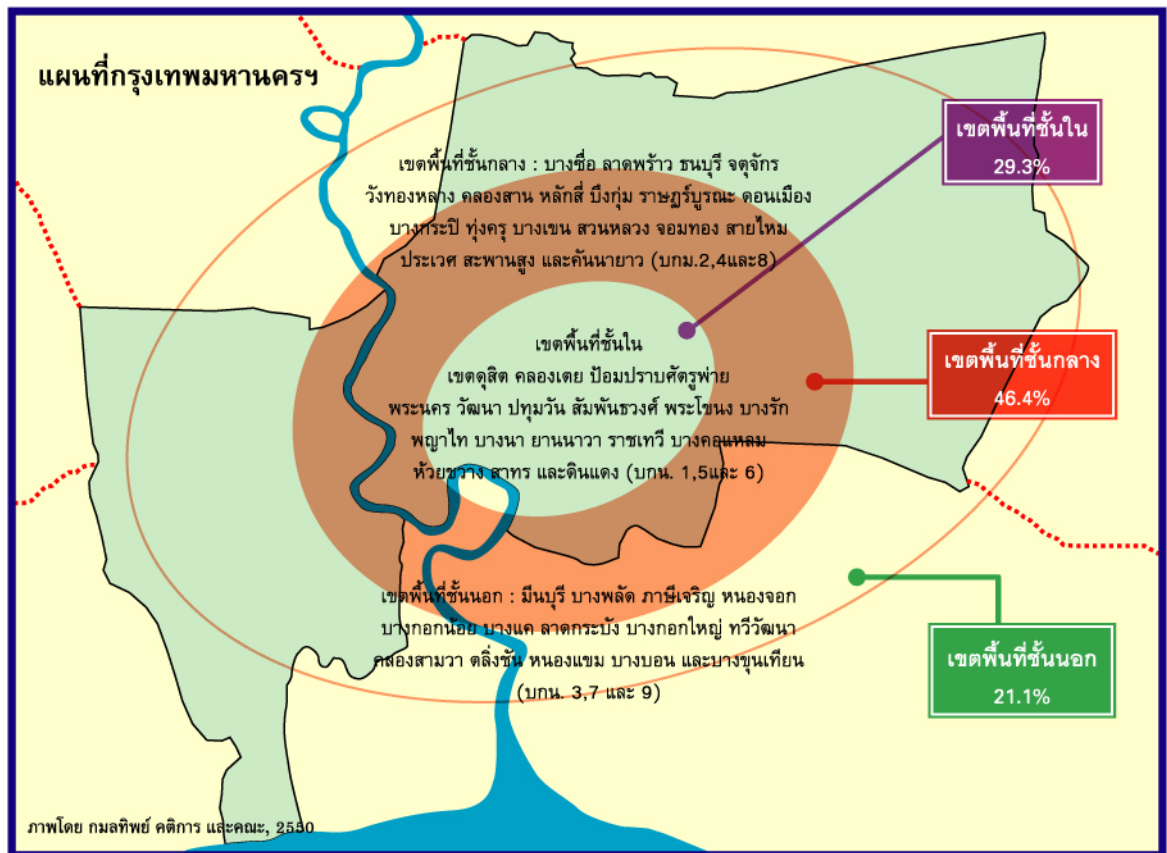 แผนที่กรุงเทพมหานครฯ
เขตพื้นที่ชั้นใน
29.3%
เขตพื้นที่ชั้นกลาง : บางซื่อ ลาดพร้าว ธนบุรี จตุจักร
วังทองหลาง คลองสาน หลักสี่ บึงกุ่ม ราษฎร์บูรณะ ดอนเมือง
บางกระปิ ทุ่งครุ บางเขน สวนหลวง จอมทอง สายไหม
ประเวศ สะพานสูง และคันนายาว (บกม.2,4และ8)
เขตพื้นที่ชั้นใน
เขตดุสิต คลองเตย ป้อมปราบศัตรูพ่าย
พระนคร วัฒนา ปทุมวัน สัมพันธวงศ์ พระโขนง บางรัก
พญาไท บางนา ยานนาวา ราชเทวี บางคอแหลม
ห้วยขวาง สาทร และดินแดง (บกน. 1,5และ 6)
เขตพื้นที่ชั้นกลาง
46.4%
เขตพื้นที่ชั้นนอก : มีนบุรี บางพลัด ภาษีเจริญ หนองจอก
บางกอกน้อย บางแค ลาดกระบัง บางกอกใหญ่ ทวีวัฒนา
คลองสามวา ตลิ่งชัน หนองแขม บางบอน และบางขุนเทียน
(บกน. 3,7 และ 9)
เขตพื้นที่ชั้นนอก
21.1%
ภาพโดย กมลทิพย์ คติการ และคณะ, 2550